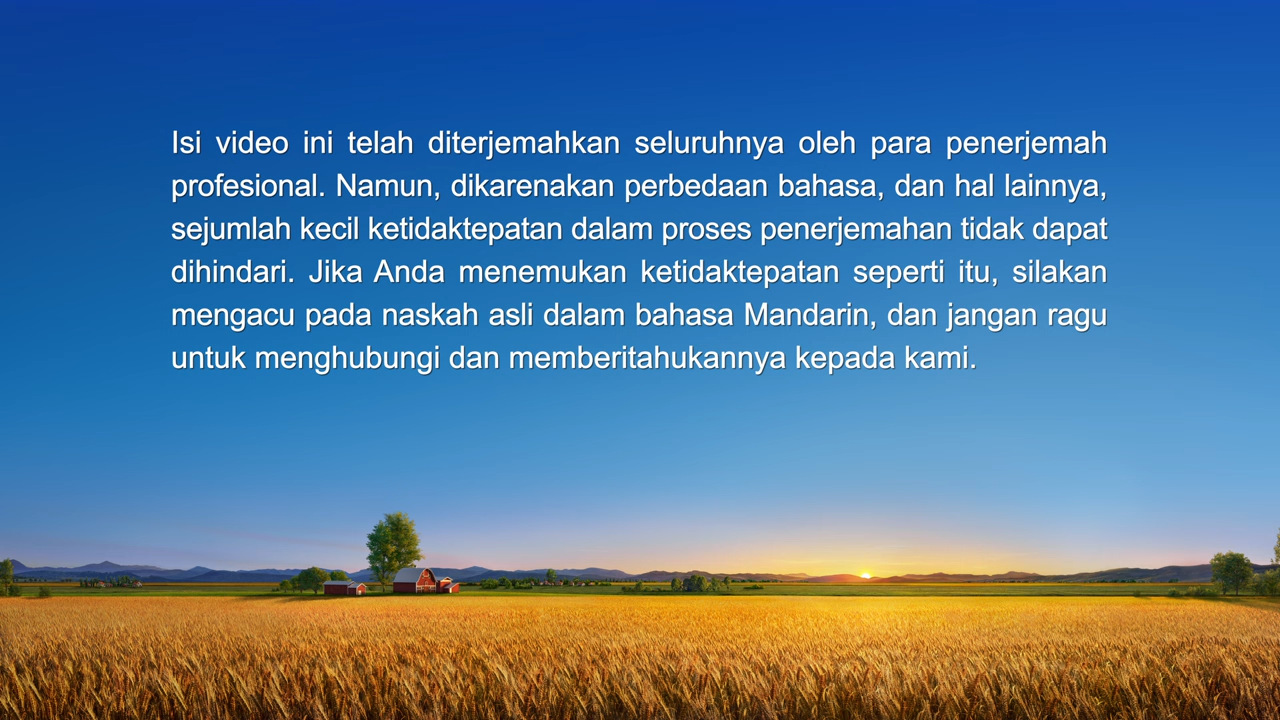 Isi video ini telah diterjemahkan seluruhnya oleh para penerjemah
profesional. Namun, dikarenakan perbedaan bahasa, dan hal lainnya,
sejumlah kecil ketidaktepatan dalam proses penerjemahan tidak dapat
dihindari. Jika Anda menemukan ketidaktepatan seperti itu, silakan
mengacu pada naskah asli dalam bahasa Mandarin, dan jangan ragu
untuk menghubungi dan memberitahukannya kepada kami.